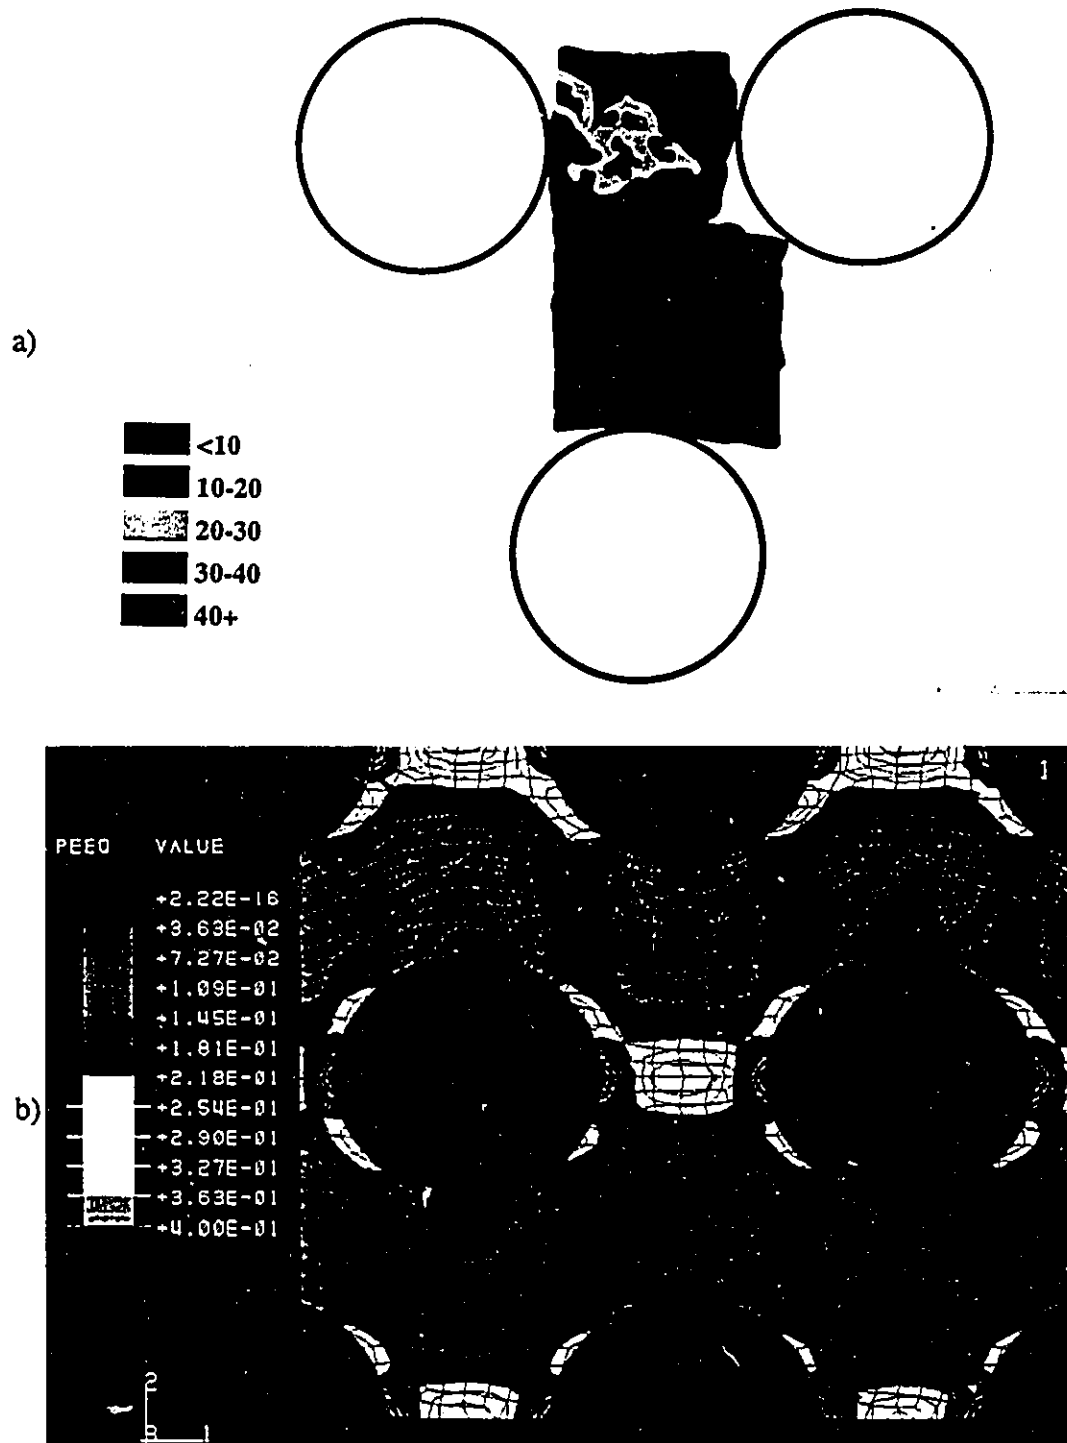 a)
<10
10-20
20-30
30-40
40+
1
PEEQ VALUE
+2.22E-16
+3.63E-02
+7.27E-02
+1.09E-01
+1.45E-01
+1.81E-01
+2.18E-01
b)
+2.54E-01
+2.90E-01
+3.27E-01
+3.63E-01
+4.00E-01
2
3 1